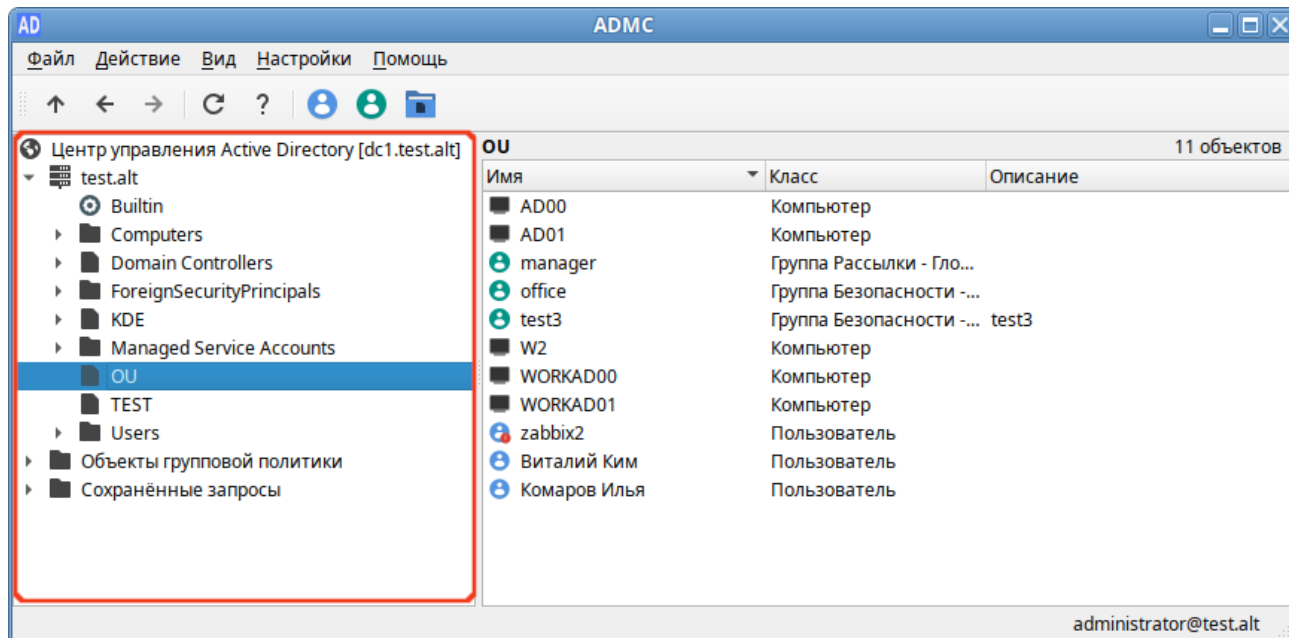 AD ADMC
Файл Действие Вид Настройки Помощь
?
Центр управления Active Directory [dc1.test.alt]
test.alt
Builtin
Computers
Domain Controllers
ForeignSecurityPrincipals
KDE
Managed Service Accounts
OU
TEST
Users
Объекты групповой политики
Сохранённые запросы
OU 11 объектов
Имя Класс Описание
AD00 Компьютер
AD01 Компьютер
manager Группа Рассылки - Гло...
office Группа Безопасности -...
test3 Группа Безопасности -... test3
W2 Компьютер
WORKAD00 Компьютер
WORKAD01 Компьютер
zabbix2 Пользователь
Виталий Ким Пользователь
Комаров Илья Пользователь
administrator@test.alt